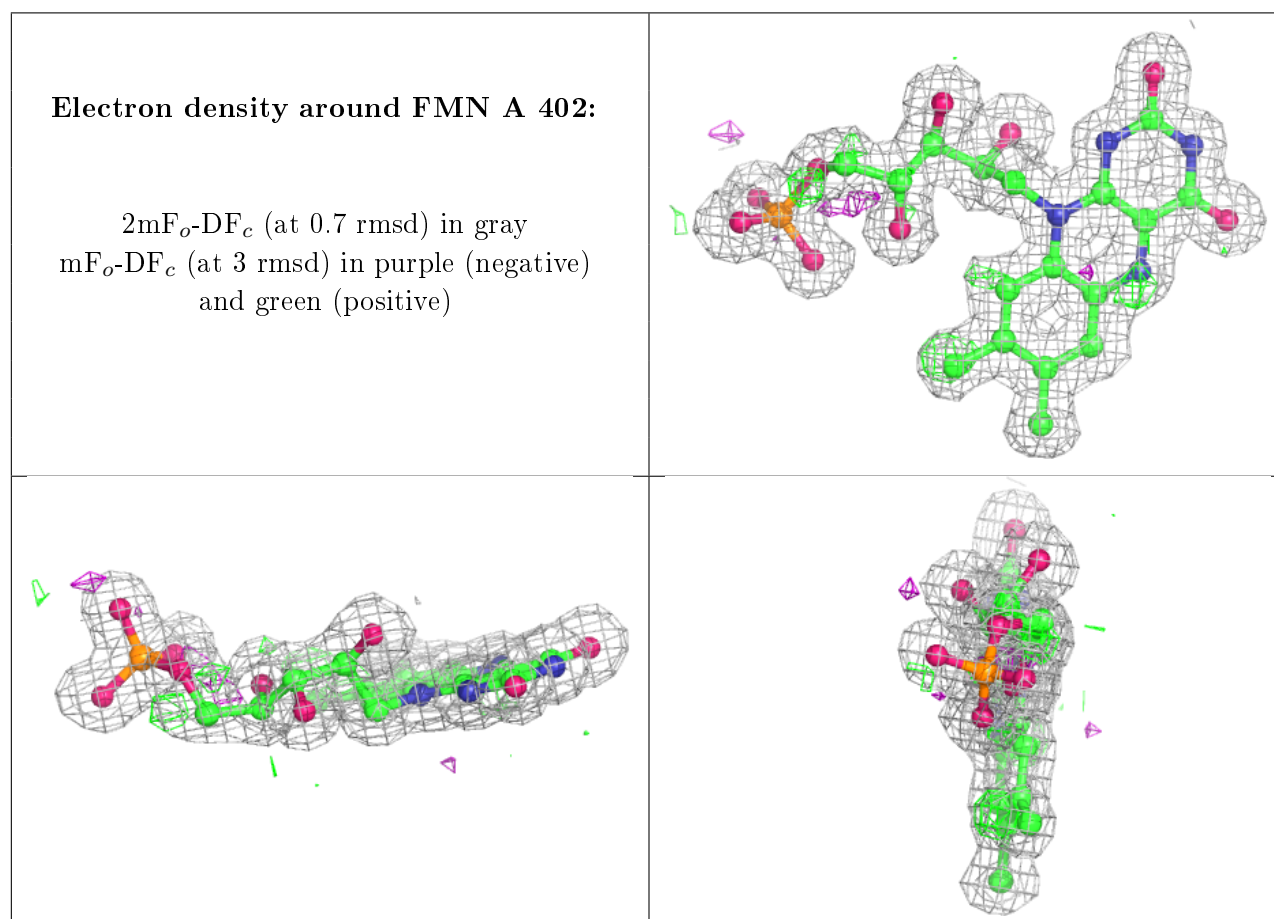 Electron density around FMN A 402:
2mFo-DFc (at 0.7 rmsd) in gray
mFo-DFc (at 3 rmsd) in purple (negative)
and green (positive)